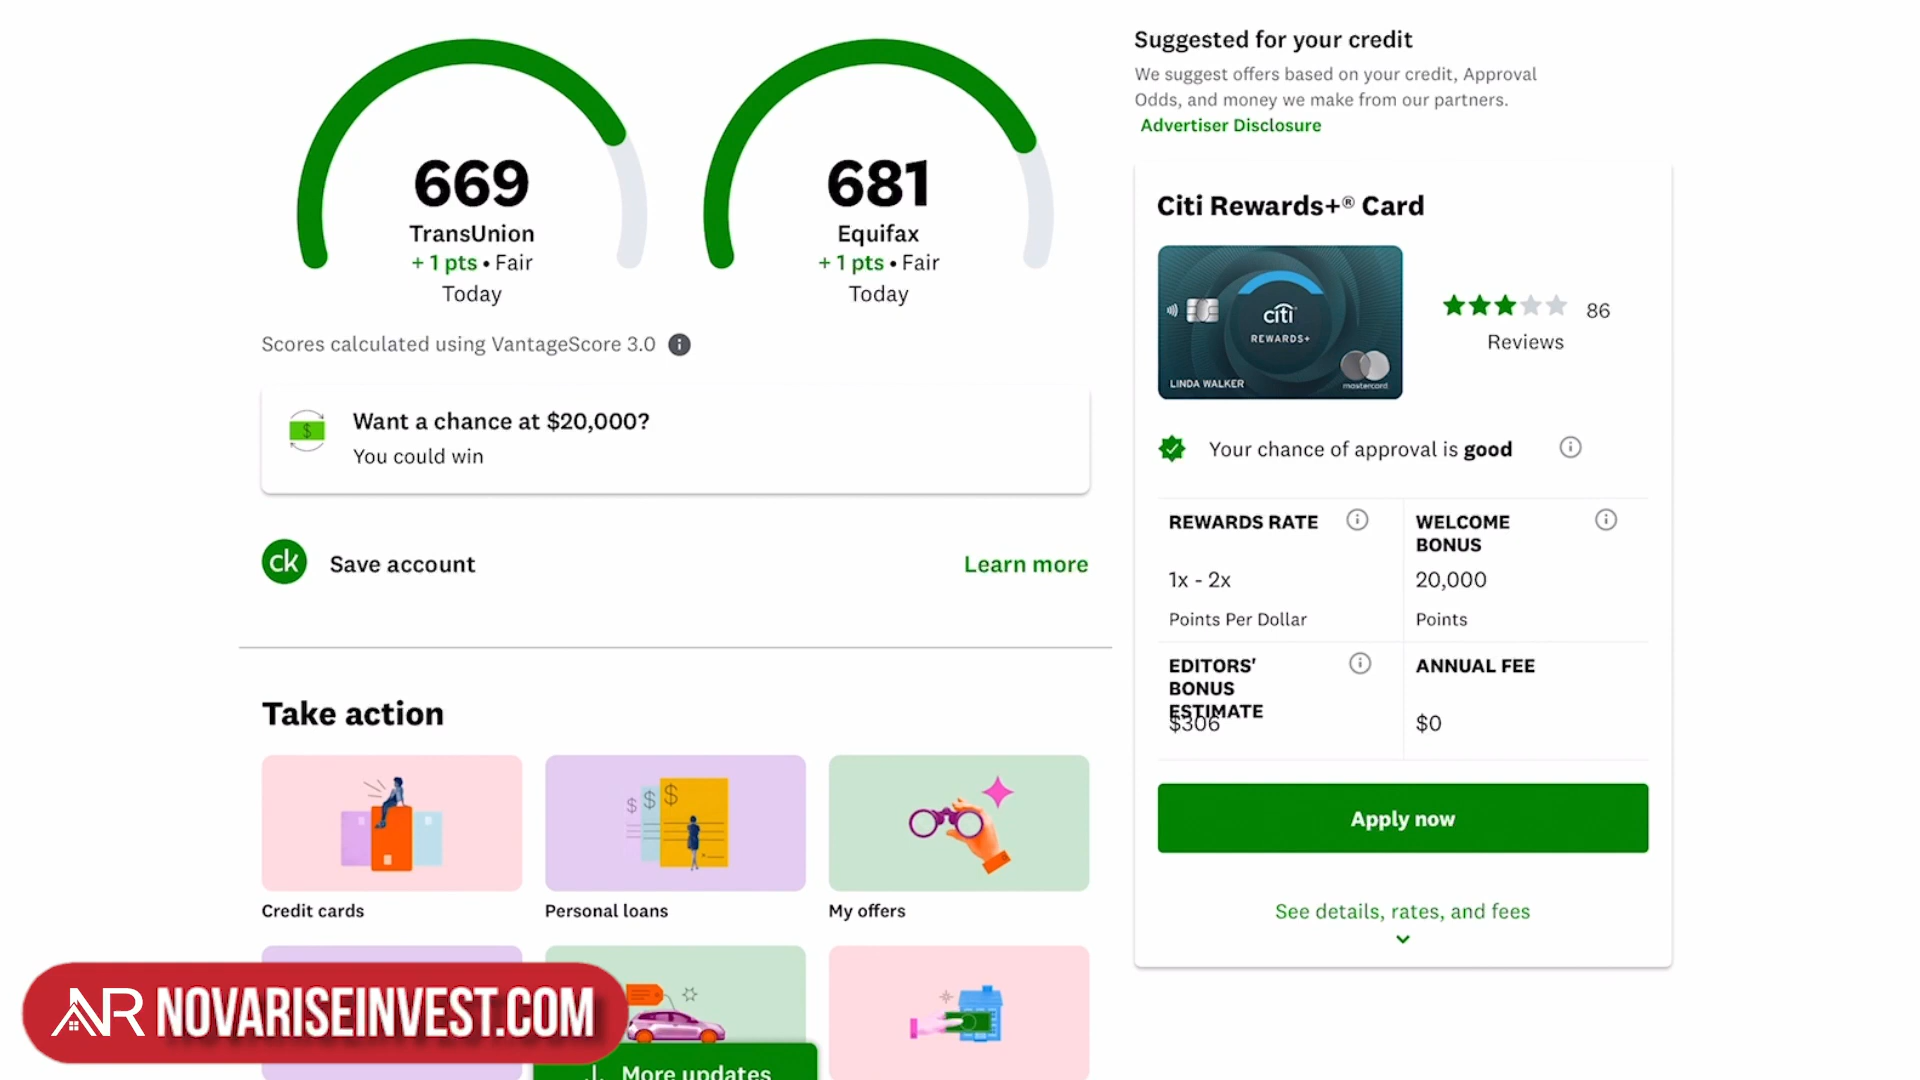 669
TransUnion
+ 1 pts • Fair
Today
681
Equifax
+ 1 pts • Fair
Today
Scores calculated using VantageScore 3.0
Want a chance at $20,000?
You could win
ck Save account
Learn more
Take action
$ $ $
Credit cards
Personal loans
My offers
More updates
NR NOVARISEINVEST.COM
Suggested for your credit
We suggest offers based on your credit, Approval
Odds, and money we make from our partners.
Advertiser Disclosure
Citi Rewards+® Card
citi
REWARDS+
LINDA WALKER
mastercard
86
Reviews
Your chance of approval is good
REWARDS RATE
1x - 2x
Points Per Dollar
WELCOME
BONUS
20,000
Points
EDITORS'
BONUS
ESTIMATE
$306
ANNUAL FEE
$0
Apply now
See details, rates, and fees